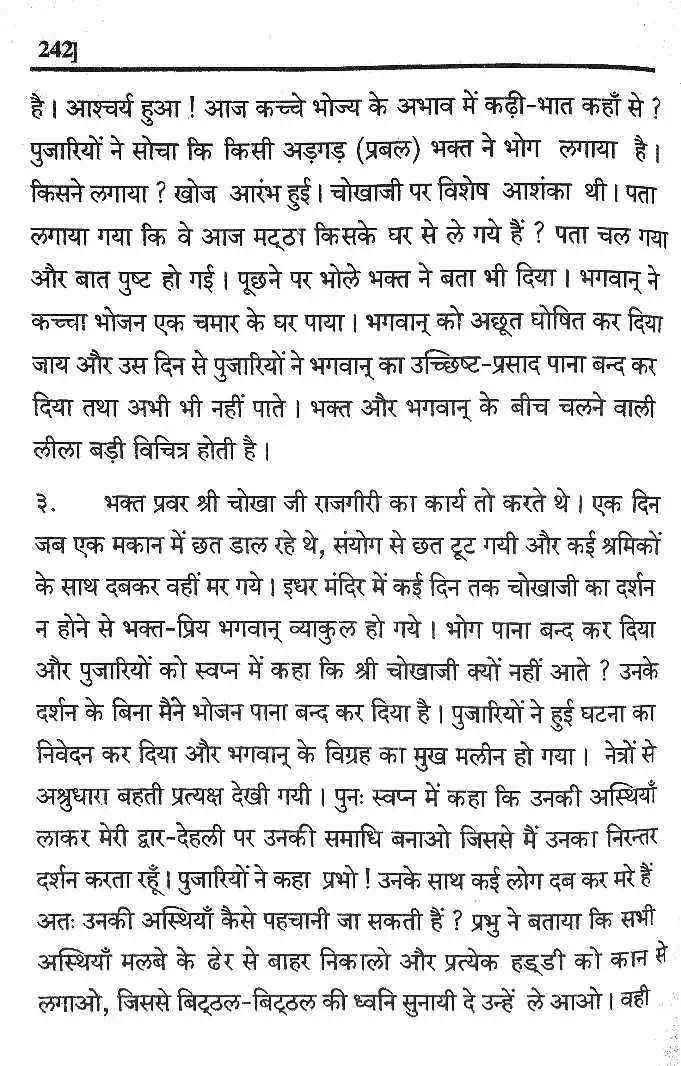 242]
है। आश्चर्य हुआ ! आज कच्चे भोज्य के अभाव में कढ़ी-भात कहाँ से ?
पुजारियों ने सोचा कि किसी अड़गड़ (प्रबल) भक्त ने भोग लगाया है।
किसने लगाया ? खोज आरंभ हुई। चोखाजी पर विशेष आशंका थी। पता
लगाया गया कि वे आज मट्ठा किसके घर से ले गये हैं ? पता चल गया
और बात पुष्ट हो गई। पूछने पर भोले भक्त ने बता भी दिया। भगवान् ने
कच्चा भोजन एक चमार के घर पाया। भगवान् को अछूत घोषित कर दिया
जाय और उस दिन से पुजारियों ने भगवान् का उच्छिष्ट-प्रसाद पाना बन्द कर
दिया तथा अभी भी नहीं पाते। भक्त और भगवान् के बीच चलने वाली
लीला बड़ी विचित्र होती है।
३. भक्त प्रवर श्री चोखा जी राजगीरी का कार्य तो करते थे। एक दिन
जब एक मकान में छत डाल रहे थे, संयोग से छत टूट गयी और कई श्रमिकों
के साथ दबकर वहीं मर गये। इधर मंदिर में कई दिन तक चोखाजी का दर्शन
न होने से भक्त-प्रिय भगवान् व्याकुल हो गये। भोग पाना बन्द कर दिया
और पुजारियों को स्वप्न में कहा कि श्री चोखाजी क्यों नहीं आते ? उनके
दर्शन के बिना मैंने भोजन पाना बन्द कर दिया है। पुजारियों ने हुई घटना का
निवेदन कर दिया और भगवान् के विग्रह का मुख मलीन हो गया। नेत्रों से
अश्रुधारा बहती प्रत्यक्ष देखी गयी। पुनः स्वप्न में कहा कि उनकी अस्थियाँ
लाकर मेरी द्वार-देहली पर उनकी समाधि बनाओ जिससे मैं उनका निरन्तर
दर्शन करता रहूँ। पुजारियों ने कहा प्रभो ! उनके साथ कई लोग दब कर मरे हैं
अतः उनकी अस्थियाँ कैसे पहचानी जा सकती हैं ? प्रभु ने बताया कि सभी
अस्थियाँ मलबे के ढेर से बाहर निकालो और प्रत्येक हड्डी को कान से
लगाओ, जिससे बिट्ठल-बिट्ठल की ध्वनि सुनायी दे उन्हें ले आओ। वही